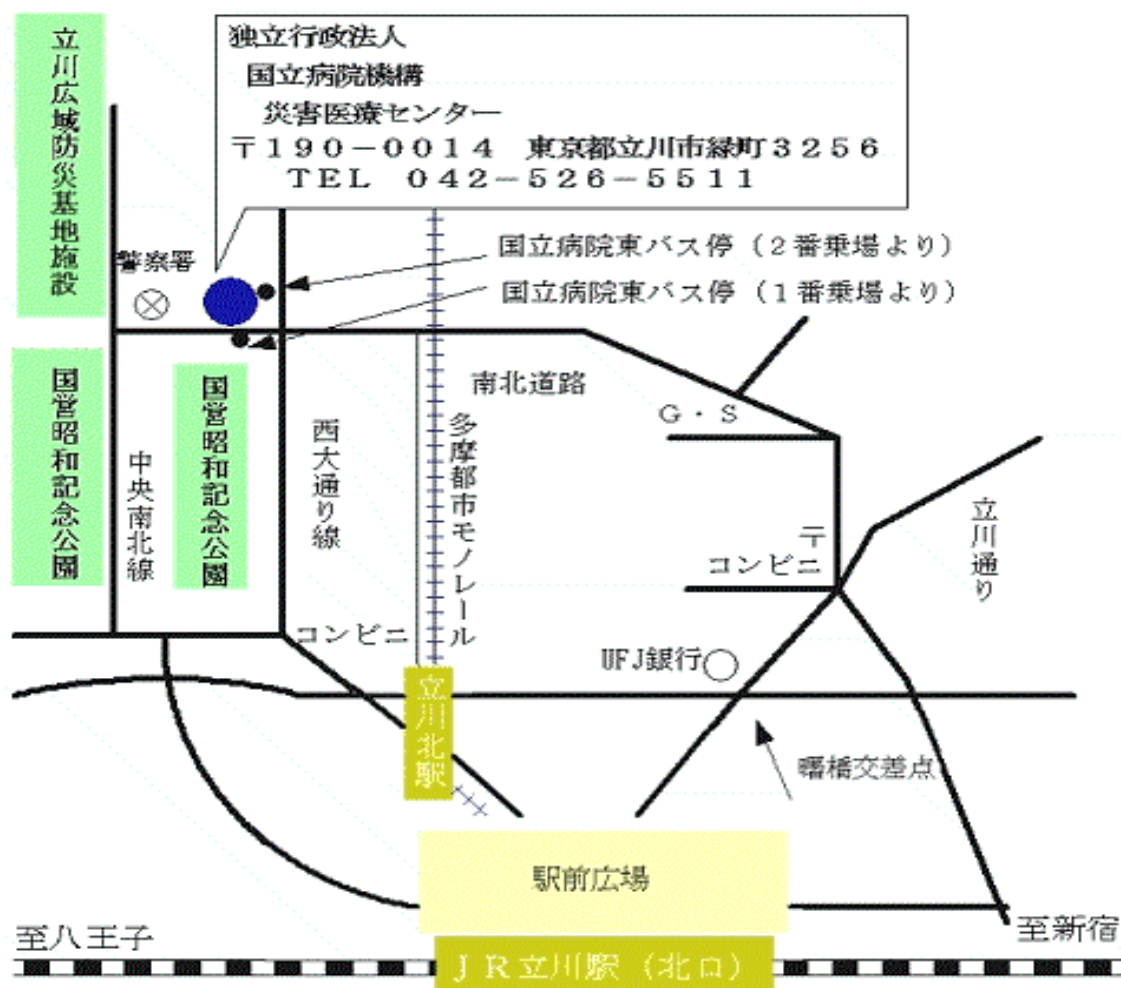 独立行政法人
国立病院機構
災害医療センター
〒190-0014 東京都立川市緑町3256
TEL 042-526-5511
立川広域防災基地施設
警察署
国立病院東バス停（2番乗場より）
国立病院東バス停（1番乗場より）
国営昭和記念公園
中央南北線
国営昭和記念公園
西大通り線
南北道路
多摩都市モノレール
G・S
〒
コンビニ
立川通り
コンビニ
UFJ銀行
立川北駅
曙橋交差点
駅前広場
至八王子
至新宿
JR立川駅（北口）